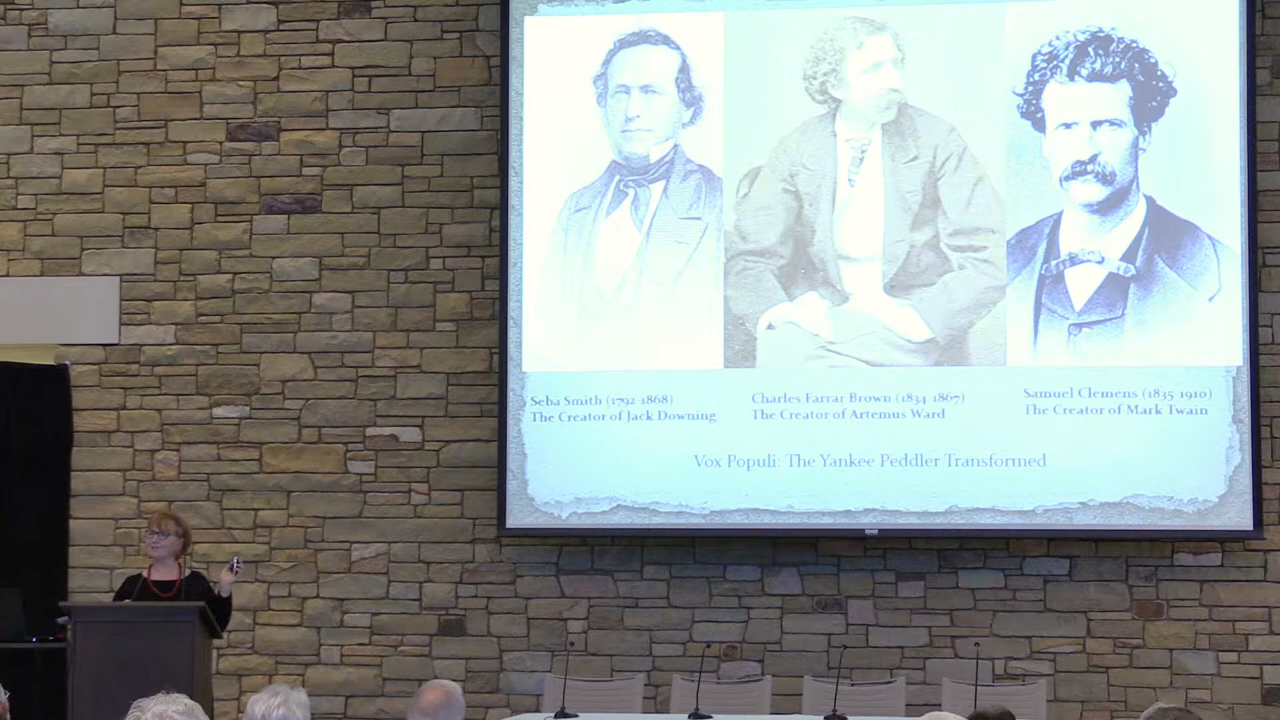 Seba Smith (1792-1868)
The Creator of Jack Downing
Charles Farrar Brown (1834-1867)
The Creator of Artemus Ward
Samuel Clemens (1835-1910)
The Creator of Mark Twain
Vox Populi: The Yankee Peddler Transformed